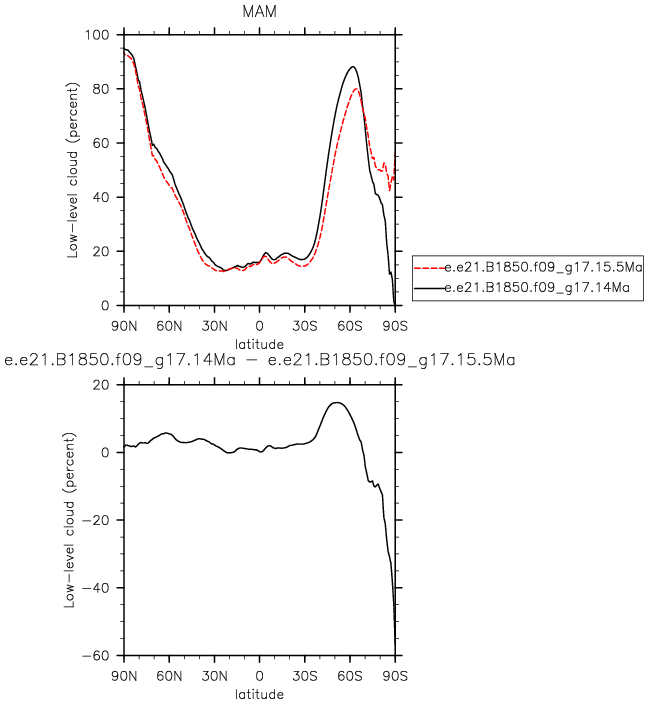 MAM
100
80
60
40
20
0
Low-level cloud (percent)
90N 60N 30N 0 30S 60S 90S
latitude
e.e21.B1850.f09_g17.15.5Ma
e.e21.B1850.f09_g17.14Ma
e.e21.B1850.f09_g17.14Ma - e.e21.B1850.f09_g17.15.5Ma
20
0
-20
-40
-60
Low-level cloud (percent)
90N 60N 30N 0 30S 60S 90S
latitude